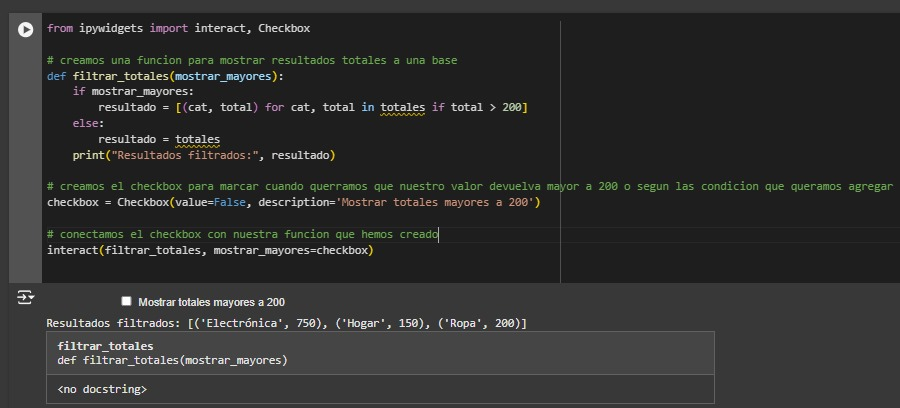 from ipywidgets import interact, Checkbox
# creamos una funcion para mostrar resultados totales a una base
def filtrar_totales(mostrar_mayores):
    if mostrar_mayores:
        resultado = [(cat, total) for cat, total in totales if total > 200]
    else:
        resultado = totales
    print("Resultados filtrados:", resultado)
# creamos el checkbox para marcar cuando querramos que nuestro valor devuelva mayor a 200 o segun las condicion que queramos agregar
checkbox = Checkbox(value=False, description='Mostrar totales mayores a 200')
# conectamos el checkbox con nuestra funcion que hemos creado
interact(filtrar_totales, mostrar_mayores=checkbox)
Mostrar totales mayores a 200
Resultados filtrados: [('Electrónica', 750), ('Hogar', 150), ('Ropa', 200)]
filtrar_totales
def filtrar_totales(mostrar_mayores)
<no docstring>